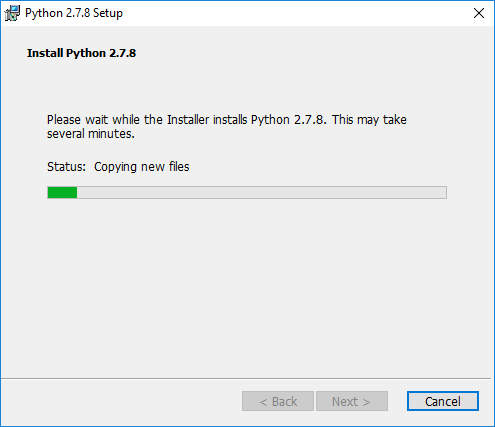 Python 2.7.8 Setup
Install Python 2.7.8
Please wait while the Installer installs Python 2.7.8. This may take
several minutes.
Status: Copying new files
< Back Next > Cancel